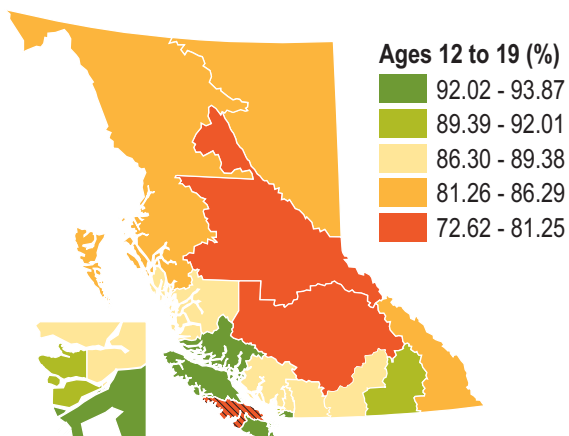 Ages 12 to 19 (%)
92.02 - 93.87
89.39 - 92.01
86.30 - 89.38
81.26 - 86.29
72.62 - 81.25